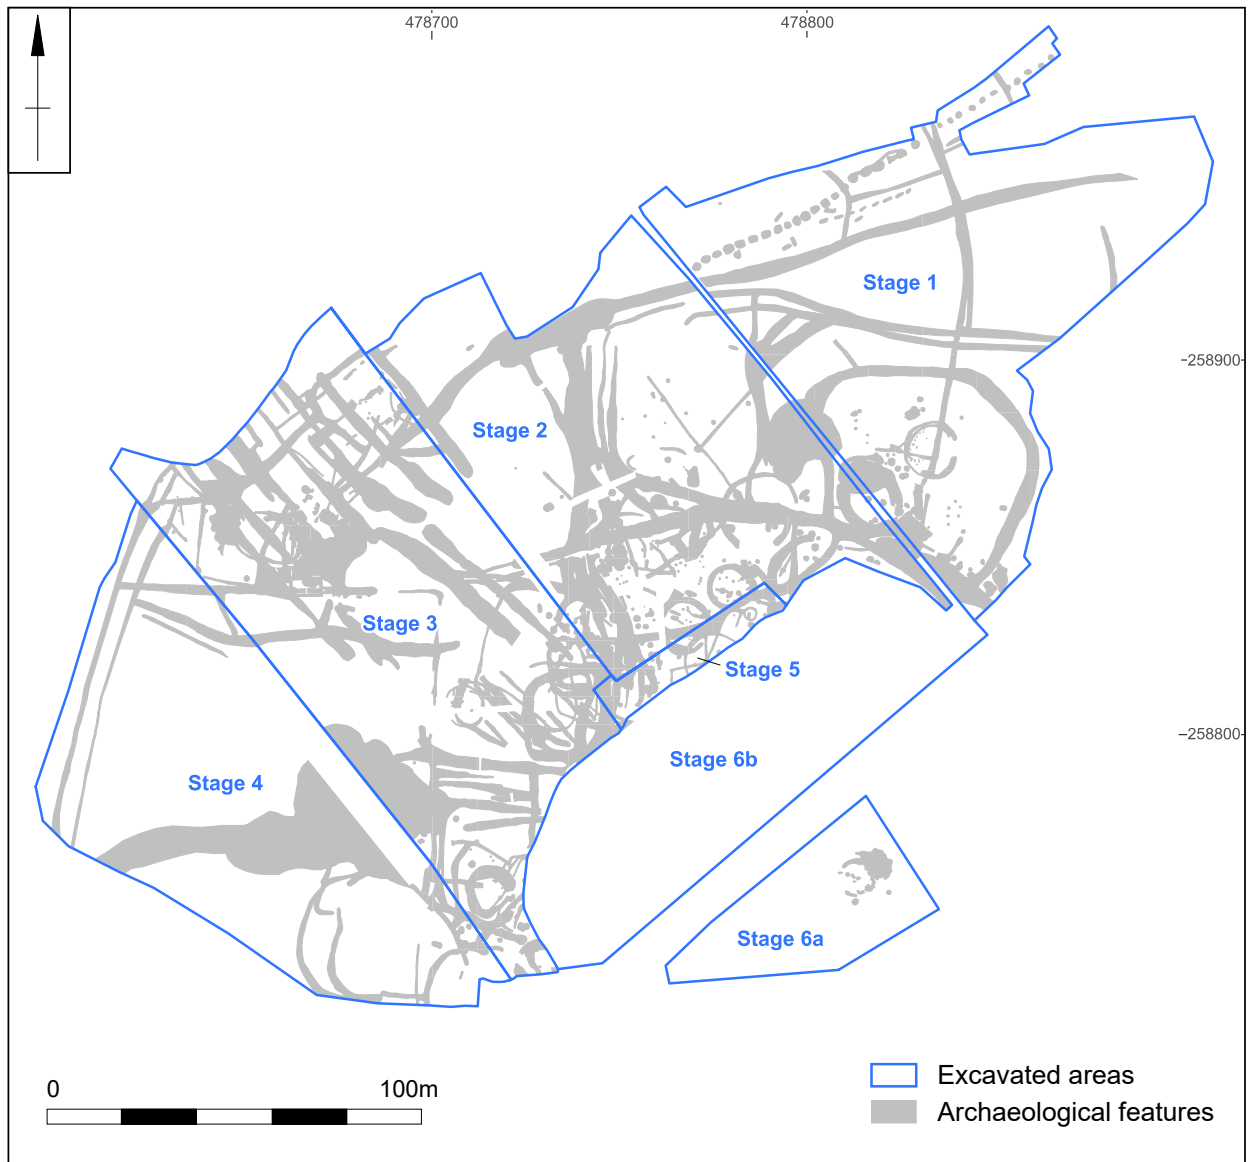 478700
478800
Stage 1
−258900
Stage 2
Stage 3
Stage 5
−258800
Stage 6b
Stage 4
Stage 6a
0
100m
Excavated areas
Archaeological features